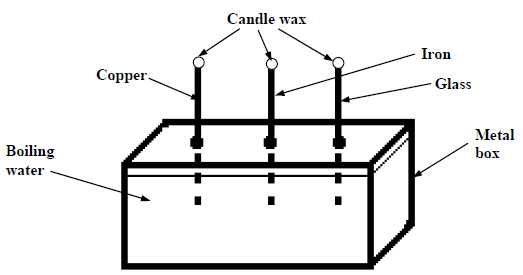 Candle wax
Iron
Copper
Glass
Metal
box
Boiling
water